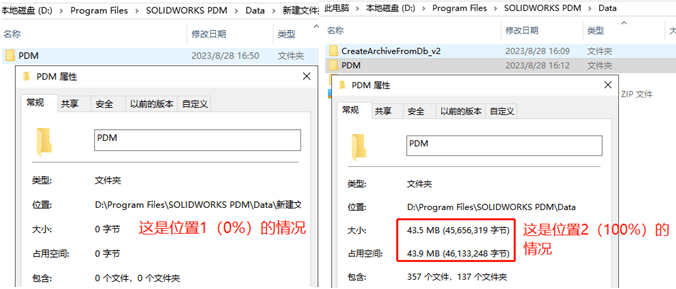 本地磁盘 (D:) › Program Files › SOLIDWORKS PDM › Data › 新建文件夹
名称
修改日期
类型
PDM
2023/8/28 16:50
文件夹
PDM 属性
常规
共享
安全
以前的版本
自定义
PDM
类型:
文件夹
位置:
D:\Program Files\SOLIDWORKS PDM\Data\新建文
大小:
0 字节
占用空间:
0 字节
包含:
0 个文件，0 个文件夹
这是位置1（0%）的情况
此电脑 › 本地磁盘 (D:) › Program Files › SOLIDWORKS PDM › Data ›
名称
修改日期
类型
大
CreateArchiveFromDb_v2
2023/8/28 16:09
文件夹
PDM
2023/8/28 16:12
文件夹
ZIP 文件
PDM 属性
常规
共享
安全
以前的版本
自定义
PDM
类型:
文件夹
位置:
D:\Program Files\SOLIDWORKS PDM\Data
大小:
43.5 MB (45,656,319 字节)
占用空间:
43.9 MB (46,133,248 字节)
包含:
357 个文件，137 个文件夹
这是位置2（100%）的
情况